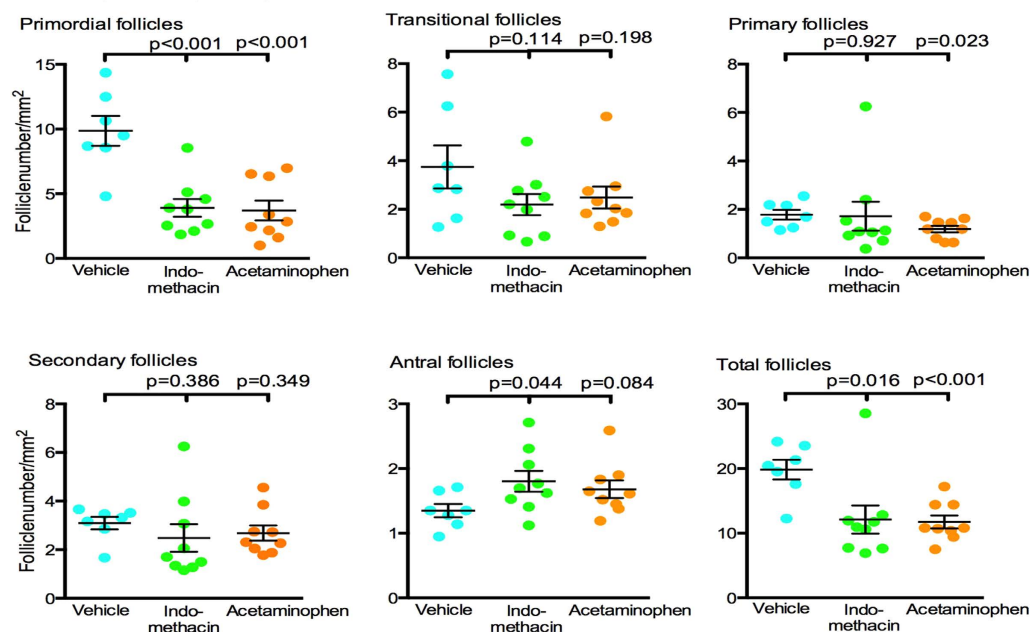 Primordial follicles
p<0.001 p<0.001
Folliclenumber/mm²
15
10
5
0
Vehicle Indo- Acetaminophen
methacin
Transitional follicles
p=0.114 p=0.198
8
6
4
2
0
Vehicle Indo- Acetaminophen
methacin
Primary follicles
p=0.927 p=0.023
8
6
4
2
0
Vehicle Indo- Acetaminophen
methacin
Secondary follicles
p=0.386 p=0.349
Folliclenumber/mm²
8
6
4
2
0
Vehicle Indo- Acetaminophen
methacin
Antral follicles
p=0.044 p=0.084
3
2
1
0
Vehicle Indo- Acetaminophen
methacin
Total follicles
p=0.016 p<0.001
30
20
10
0
Vehicle Indo- Acetaminophen
methacin